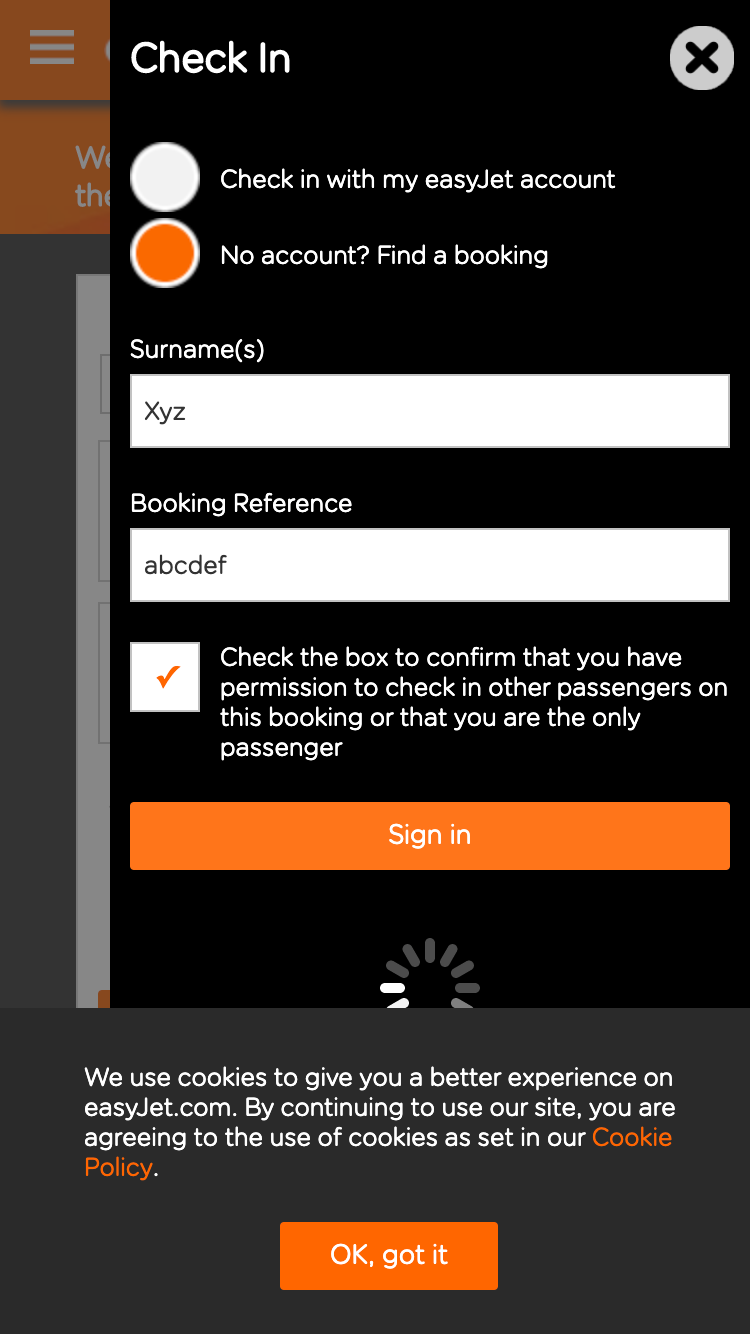 Check In
Check in with my easyJet account
No account? Find a booking
Surname(s)
Xyz
Booking Reference
abcdef
Check the box to confirm that you have
permission to check in other passengers on
this booking or that you are the only
passenger
Sign in
We use cookies to give you a better experience on
easyJet.com. By continuing to use our site, you are
agreeing to the use of cookies as set in our Cookie
Policy.
OK, got it